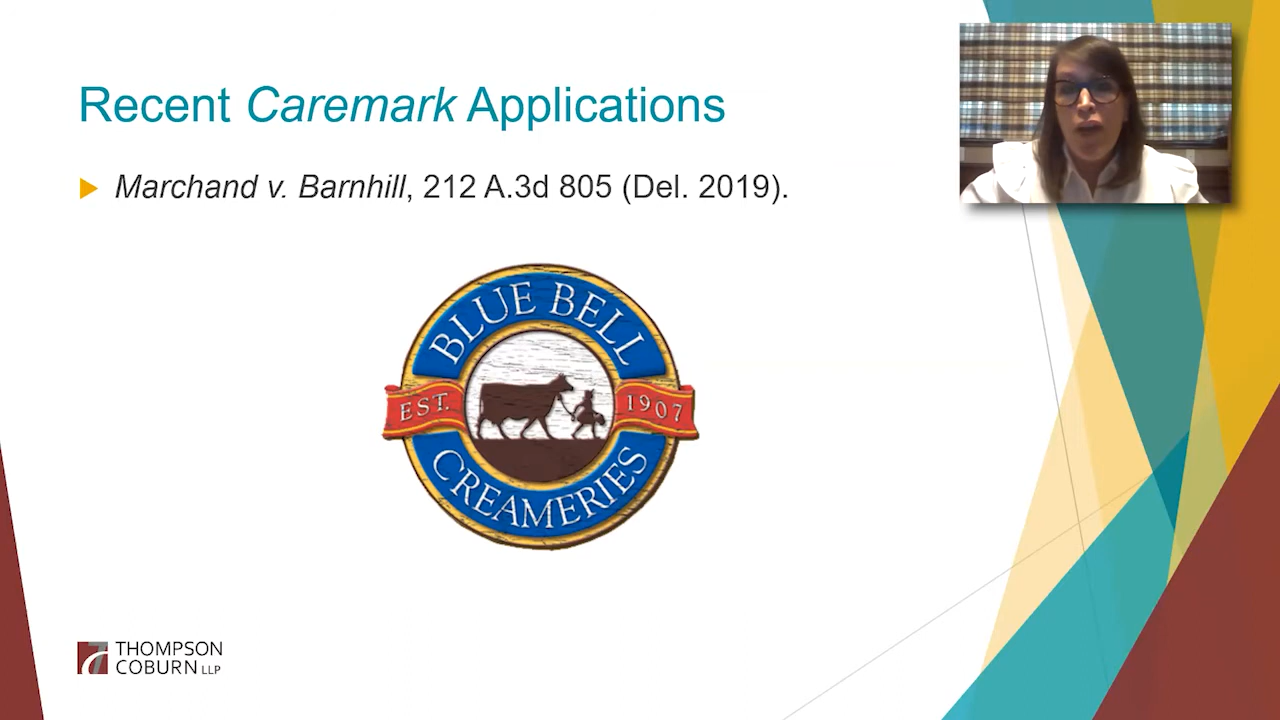 Recent Caremark Applications
Marchand v. Barnhill, 212 A.3d 805 (Del. 2019).
BLUE BELL
EST. 1907
CREAMERIES
THOMPSON
COBURN LLP